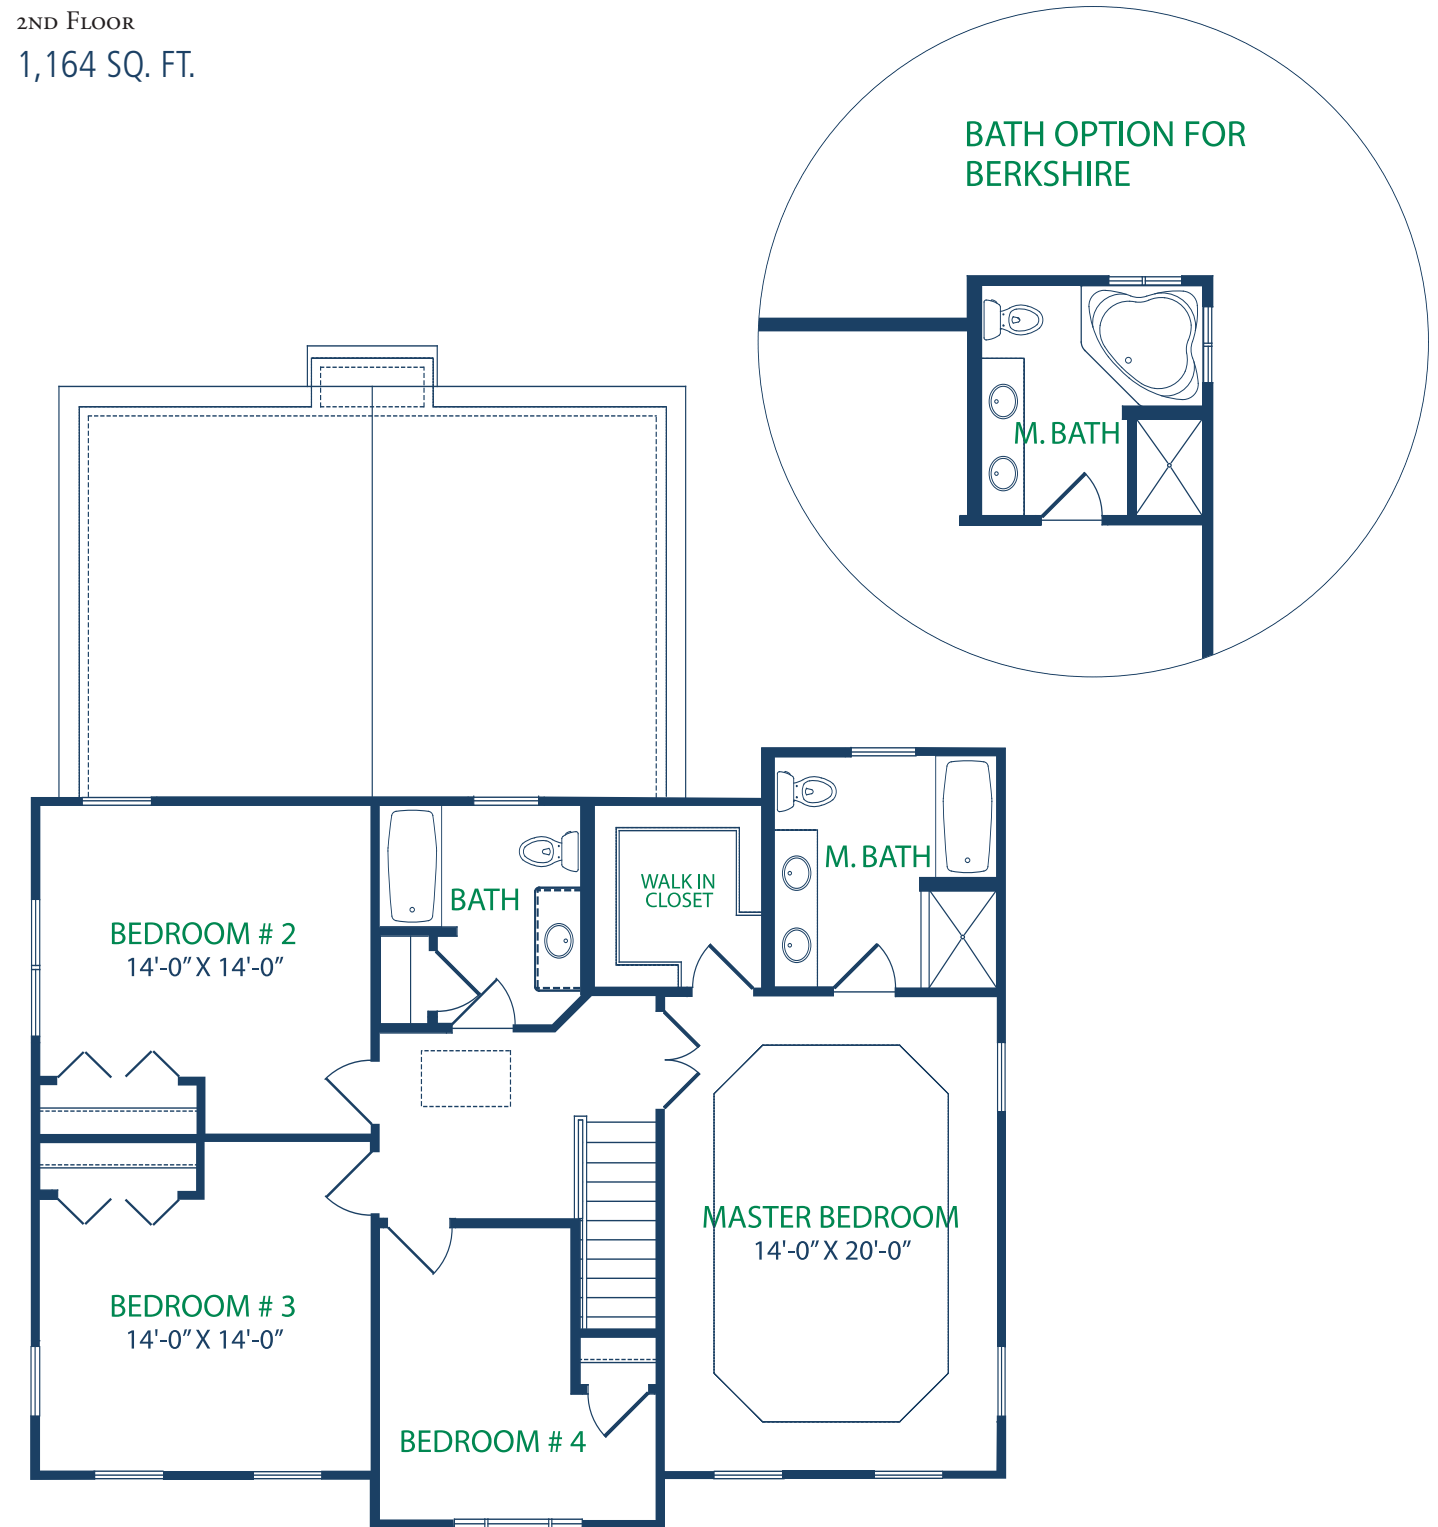 2ND FLOOR
1,164 SQ. FT.
BATH OPTION FOR
BERKSHIRE
M. BATH
M. BATH
WALK IN
CLOSET
BATH
BEDROOM # 2
14'-0” X 14'-0”
MASTER BEDROOM
14'-0” X 20'-0”
BEDROOM # 3
14'-0” X 14'-0”
BEDROOM # 4